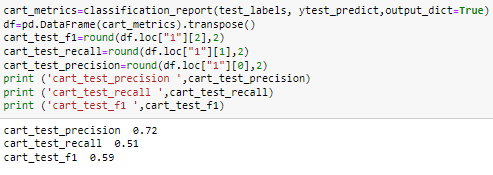 cart_metrics=classification_report(test_labels, ytest_predict,output_dict=True)
df=pd.DataFrame(cart_metrics).transpose()
cart_test_f1=round(df.loc["1"][2],2)
cart_test_recall=round(df.loc["1"][1],2)
cart_test_precision=round(df.loc["1"][0],2)
print ('cart_test_precision ',cart_test_precision)
print ('cart_test_recall ',cart_test_recall)
print ('cart_test_f1 ',cart_test_f1)
cart_test_precision  0.72
cart_test_recall  0.51
cart_test_f1  0.59